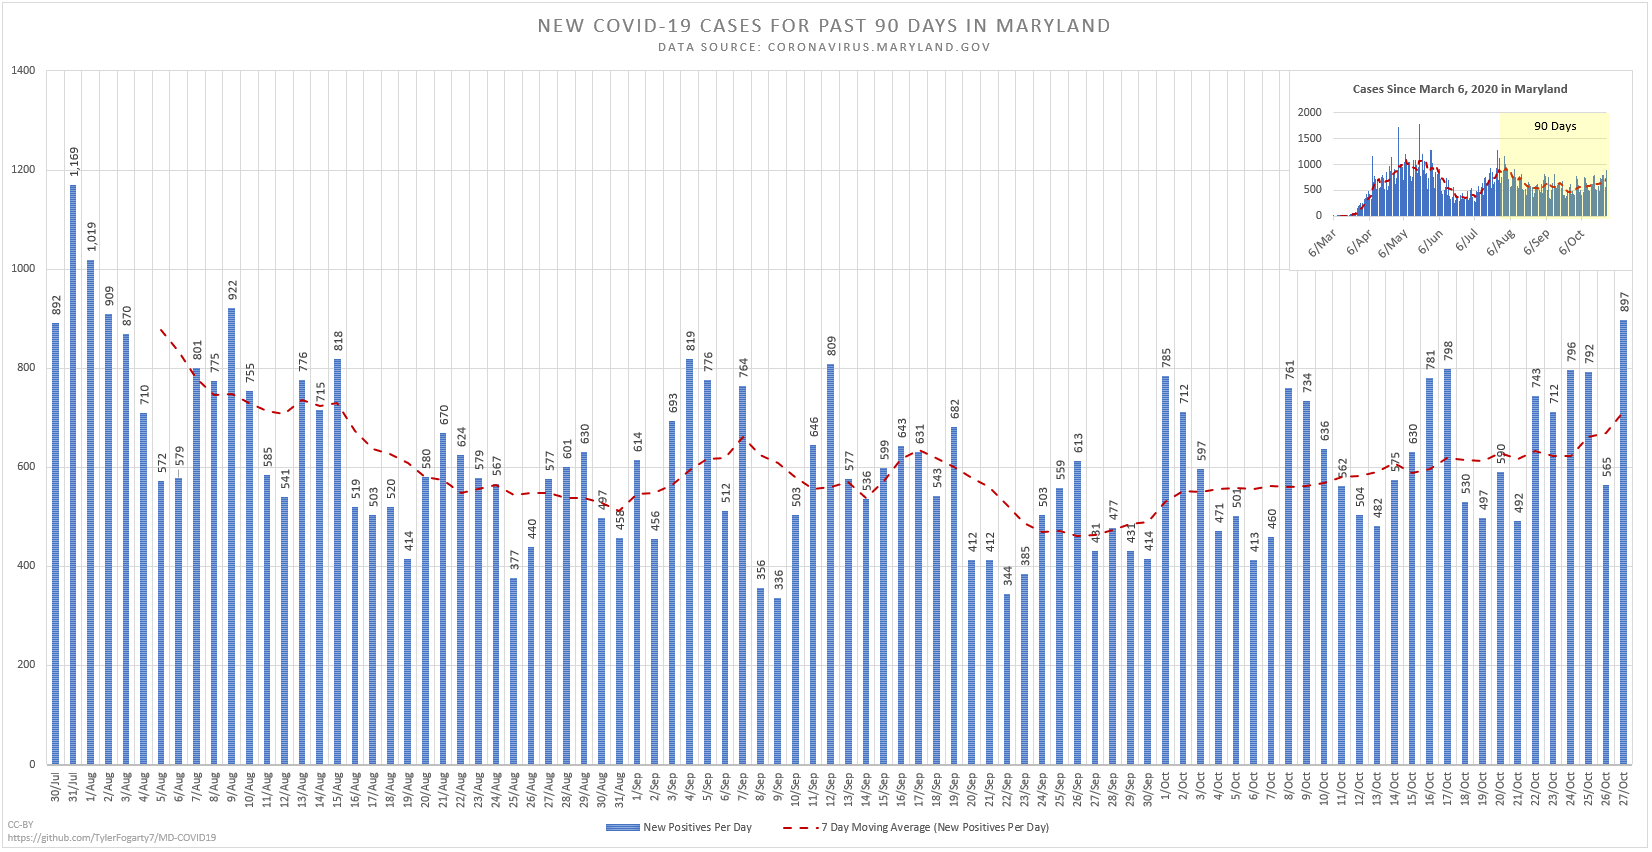 NEW COVID-19 CASES FOR PAST 90 DAYS IN MARYLAND
DATA SOURCE: CORONAVIRUS.MARYLAND.GOV
1400
1200
1000
800
600
400
200
0
892
1,169
1,019
909
870
710
572
579
801
775
922
755
585
541
776
715
818
519
503
520
414
580
670
624
579
567
377
440
577
601
630
497
458
614
456
693
819
776
512
764
356
336
503
646
809
577
536
599
643
631
543
682
412
412
344
385
503
559
613
431
477
431
414
785
712
597
471
501
413
460
761
734
636
562
504
482
575
630
781
798
530
497
590
492
743
712
796
792
565
897
30/Jul
31/Jul
1/Aug
2/Aug
3/Aug
4/Aug
5/Aug
6/Aug
7/Aug
8/Aug
9/Aug
10/Aug
11/Aug
12/Aug
13/Aug
14/Aug
15/Aug
16/Aug
17/Aug
18/Aug
19/Aug
20/Aug
21/Aug
22/Aug
23/Aug
24/Aug
25/Aug
26/Aug
27/Aug
28/Aug
29/Aug
30/Aug
31/Aug
1/Sep
2/Sep
3/Sep
4/Sep
5/Sep
6/Sep
7/Sep
8/Sep
9/Sep
10/Sep
11/Sep
12/Sep
13/Sep
14/Sep
15/Sep
16/Sep
17/Sep
18/Sep
19/Sep
20/Sep
21/Sep
22/Sep
23/Sep
24/Sep
25/Sep
26/Sep
27/Sep
28/Sep
29/Sep
30/Sep
1/Oct
2/Oct
3/Oct
4/Oct
5/Oct
6/Oct
7/Oct
8/Oct
9/Oct
10/Oct
11/Oct
12/Oct
13/Oct
14/Oct
15/Oct
16/Oct
17/Oct
18/Oct
19/Oct
20/Oct
21/Oct
22/Oct
23/Oct
24/Oct
25/Oct
26/Oct
27/Oct
Cases Since March 6, 2020 in Maryland
90 Days
2000
1500
1000
500
0
6/Mar
6/Apr
6/May
6/Jun
6/Jul
6/Aug
6/Sep
6/Oct
New Positives Per Day
7 Day Moving Average (New Positives Per Day)
CC-BY
https://github.com/TylerFogarty7/MD-COVID19